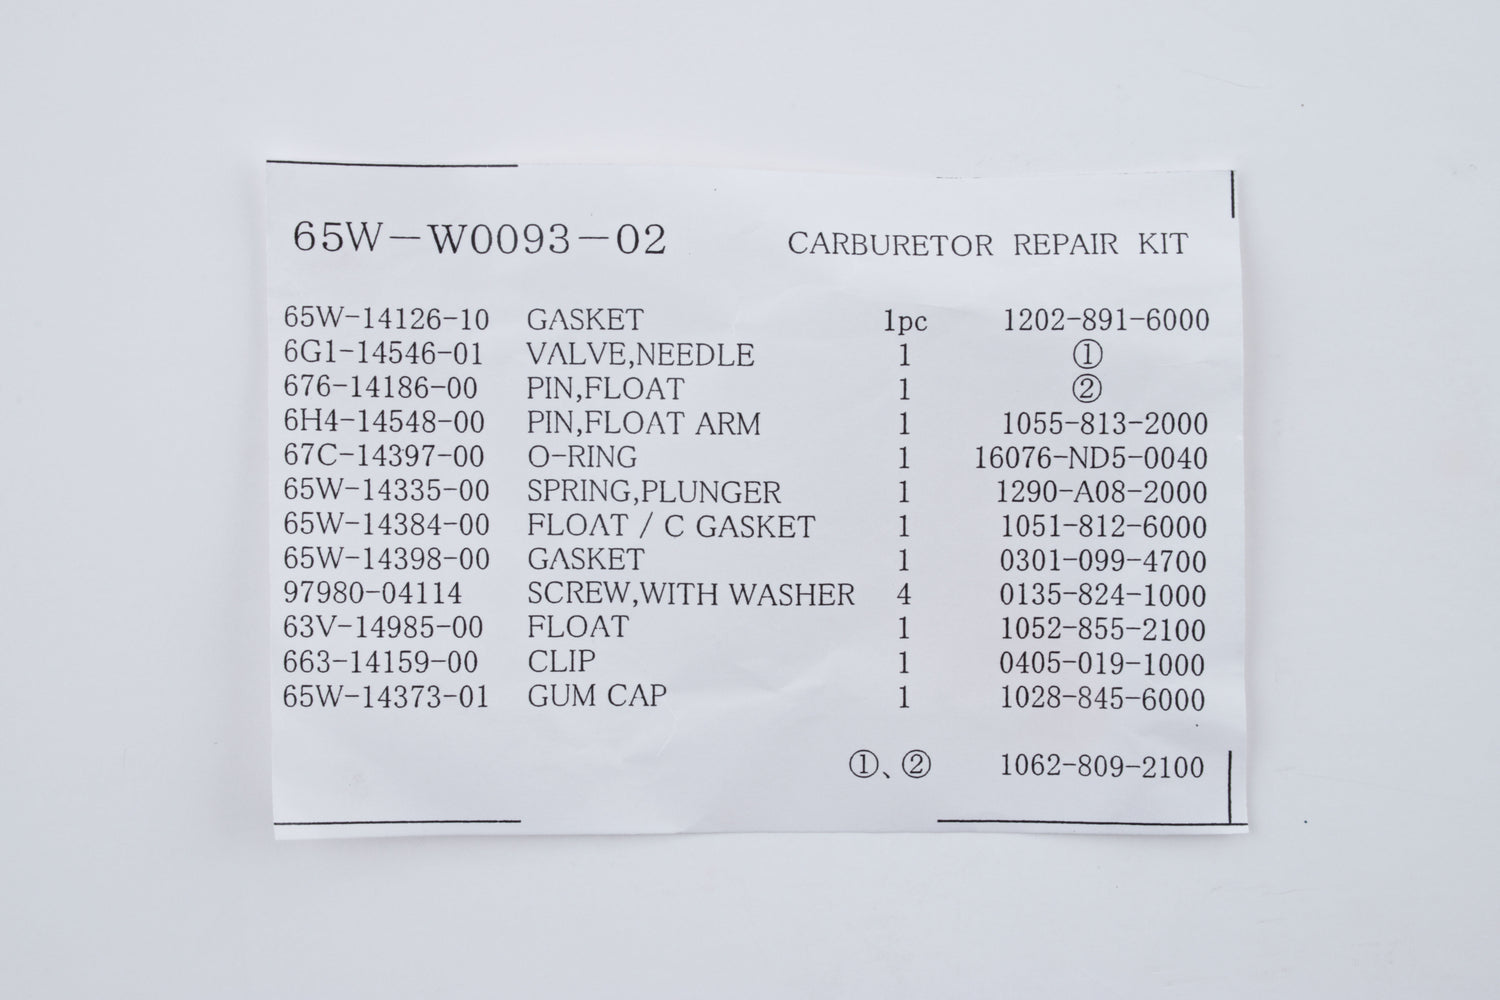 65W-W0093-02 CARBURETOR REPAIR KIT
65W-14126-10 GASKET 1pc 1202-891-6000
6G1-14546-01 VALVE,NEEDLE 1 ①
676-14186-00 PIN,FLOAT 1 ②
6H4-14548-00 PIN,FLOAT ARM 1 1055-813-2000
67C-14397-00 O-RING 1 16076-ND5-0040
65W-14335-00 SPRING,PLUNGER 1 1290-A08-2000
65W-14384-00 FLOAT / C GASKET 1 1051-812-6000
65W-14398-00 GASKET 1 0301-099-4700
97980-04114 SCREW,WITH WASHER 4 0135-824-1000
63V-14985-00 FLOAT 1 1052-855-2100
663-14159-00 CLIP 1 0405-019-1000
65W-14373-01 GUM CAP 1 1028-845-6000
①、② 1062-809-2100